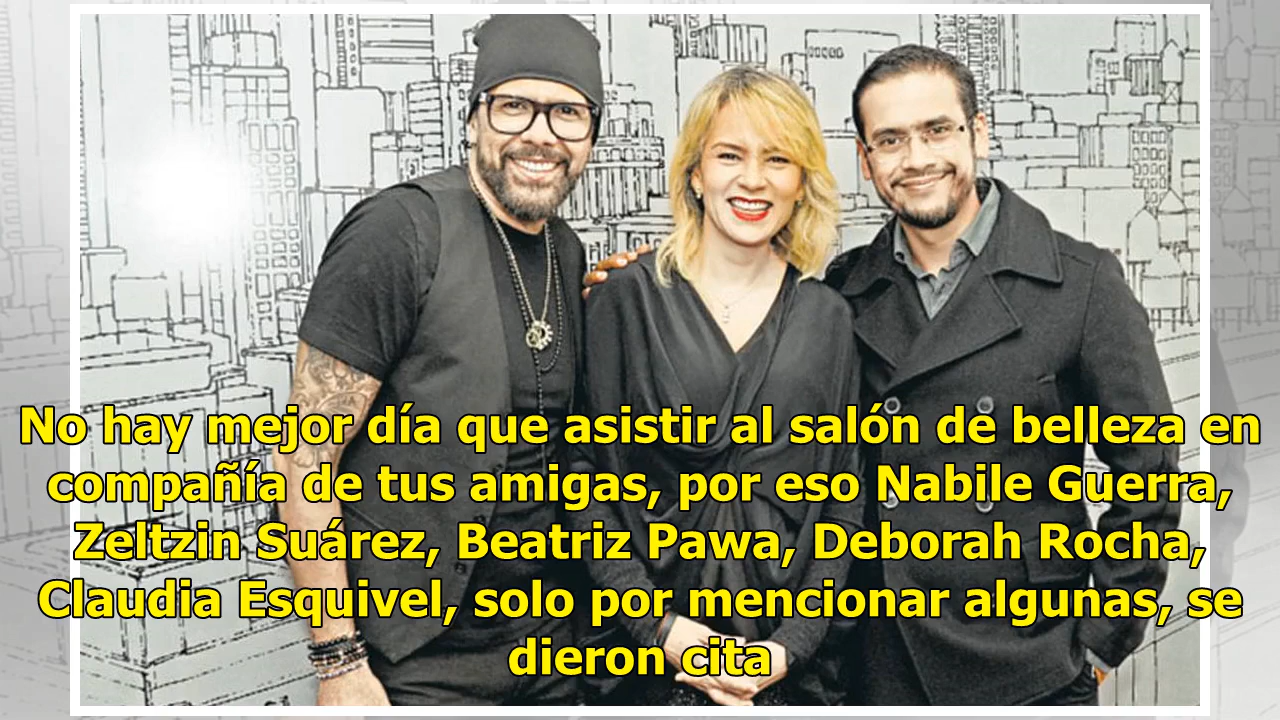 No hay mejor día que asistir al salón de belleza en
compañía de tus amigas, por eso Nabile Guerra,
Zeltzin Suárez, Beatriz Pawa, Deborah Rocha,
Claudia Esquivel, solo por mencionar algunas, se
dieron cita